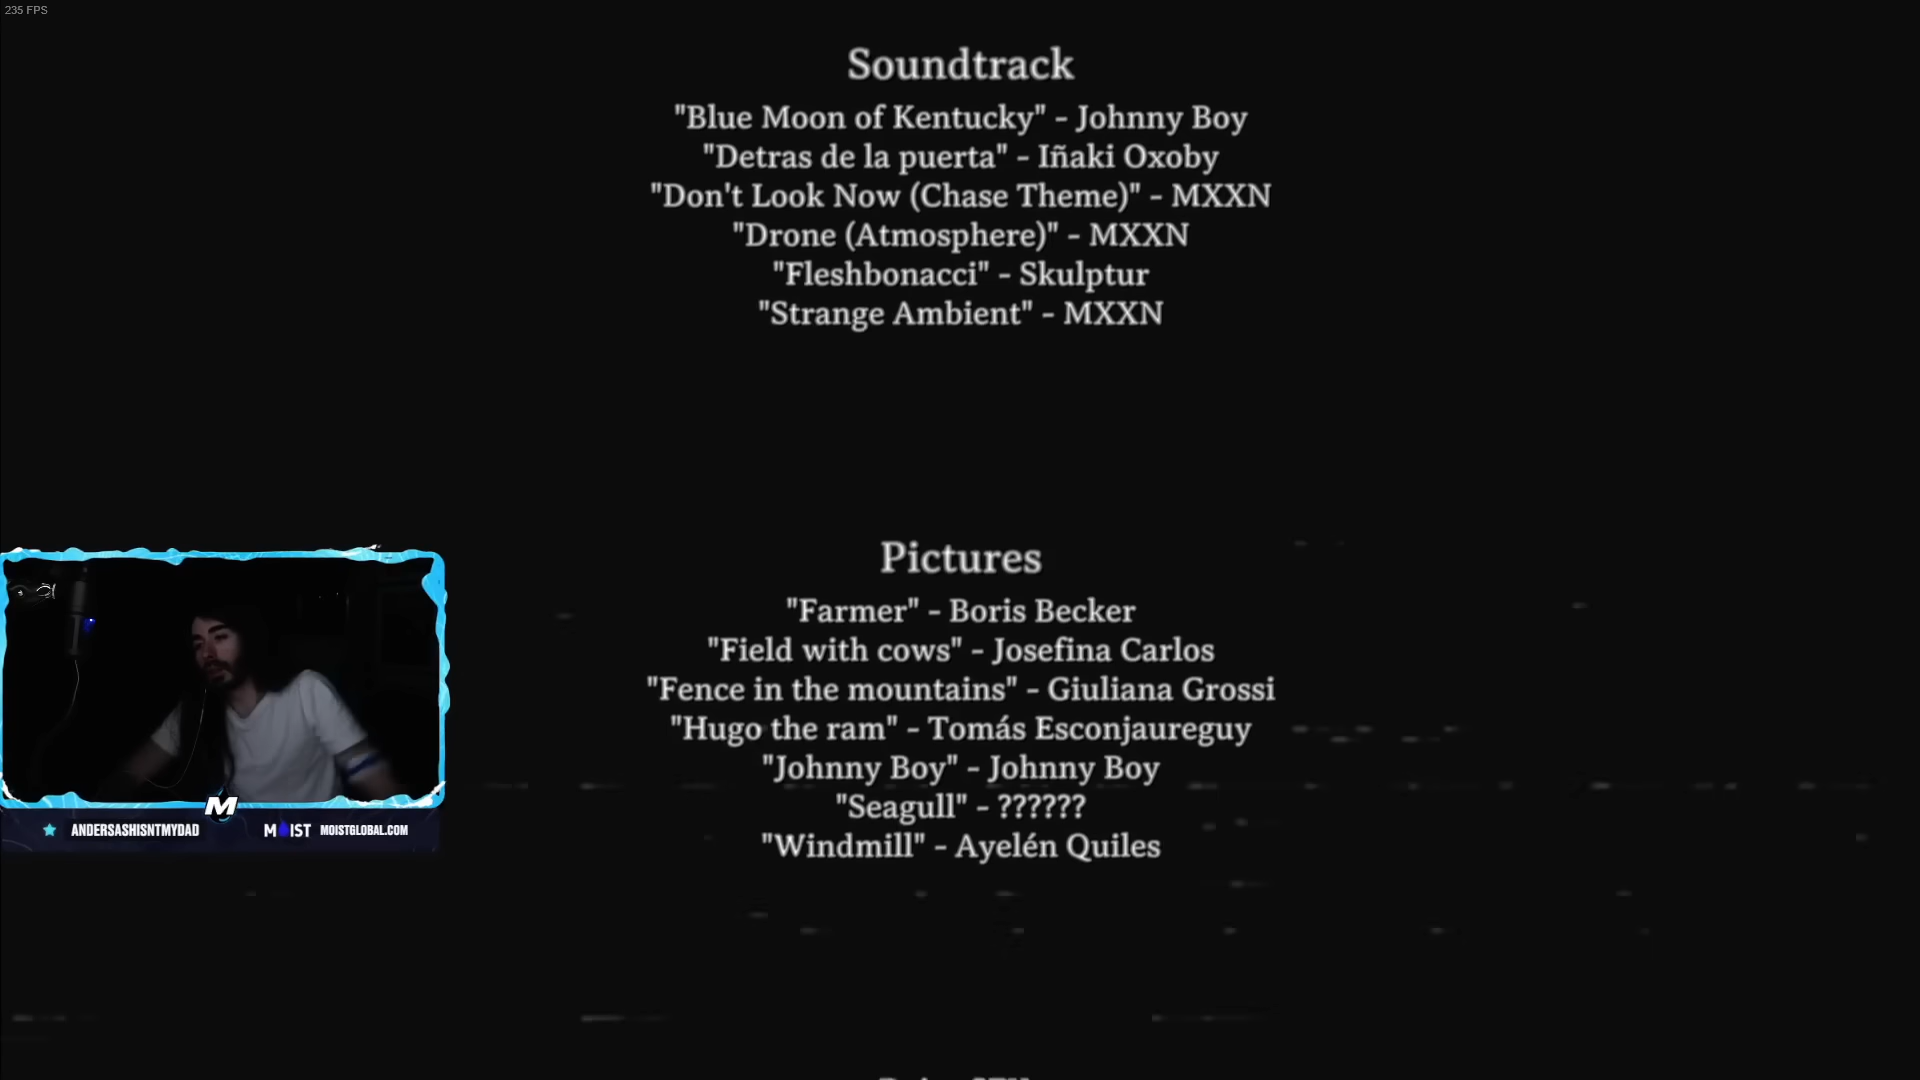 235 FPS
Soundtrack
"Blue Moon of Kentucky" - Johnny Boy
"Detras de la puerta" - Iñaki Oxoby
"Don't Look Now (Chase Theme)" - MXXN
"Drone (Atmosphere)" - MXXN
"Fleshbonacci" - Skulptur
"Strange Ambient" - MXXN
Pictures
"Farmer" - Boris Becker
"Field with cows" - Josefina Carlos
"Fence in the mountains" - Giuliana Grossi
"Hugo the ram" - Tomás Esconjaureguy
"Johnny Boy" - Johnny Boy
"Seagull" - ??????
"Windmill" - Ayelén Quiles
M
ANDERSASHISNTMYDAD
MOIST
MOISTGLOBAL.COM